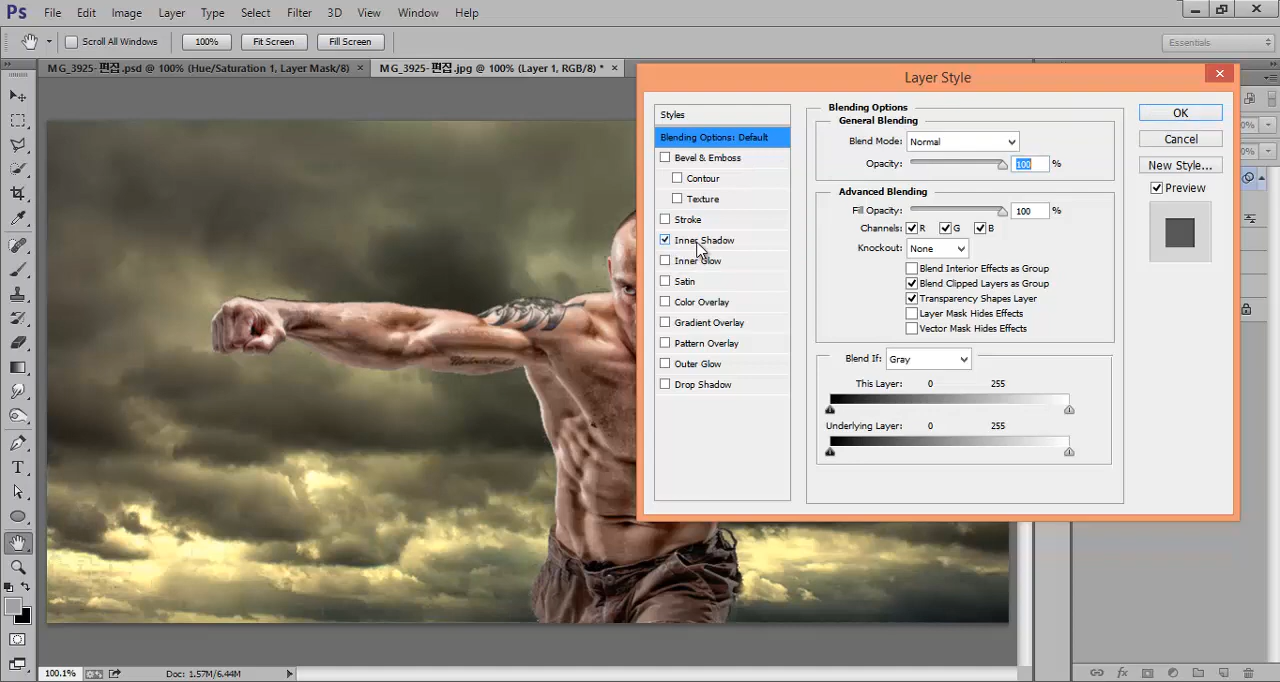 Ps File Edit Image Layer Type Select Filter 3D View Window Help
Scroll All Windows 100% Fit Screen Fill Screen Essentials
MG_3925-편집.psd @ 100% (Hue/Saturation 1, Layer Mask/8) × MG_3925-편집.jpg @ 100% (Layer 1, RGB/8) * ×
Layer Style
Styles
Blending Options: Default
Bevel & Emboss
Contour
Texture
Stroke
Inner Shadow
Inner Glow
Satin
Color Overlay
Gradient Overlay
Pattern Overlay
Outer Glow
Drop Shadow
Blending Options
General Blending
Blend Mode: Normal
Opacity: 100 %
Advanced Blending
Fill Opacity: 100 %
Channels: R G B
Knockout: None
Blend Interior Effects as Group
Blend Clipped Layers as Group
Transparency Shapes Layer
Layer Mask Hides Effects
Vector Mask Hides Effects
Blend If: Gray
This Layer: 0 255
Underlying Layer: 0 255
OK
Cancel
New Style...
Preview
100.1% Doc: 1.57M/6.44M